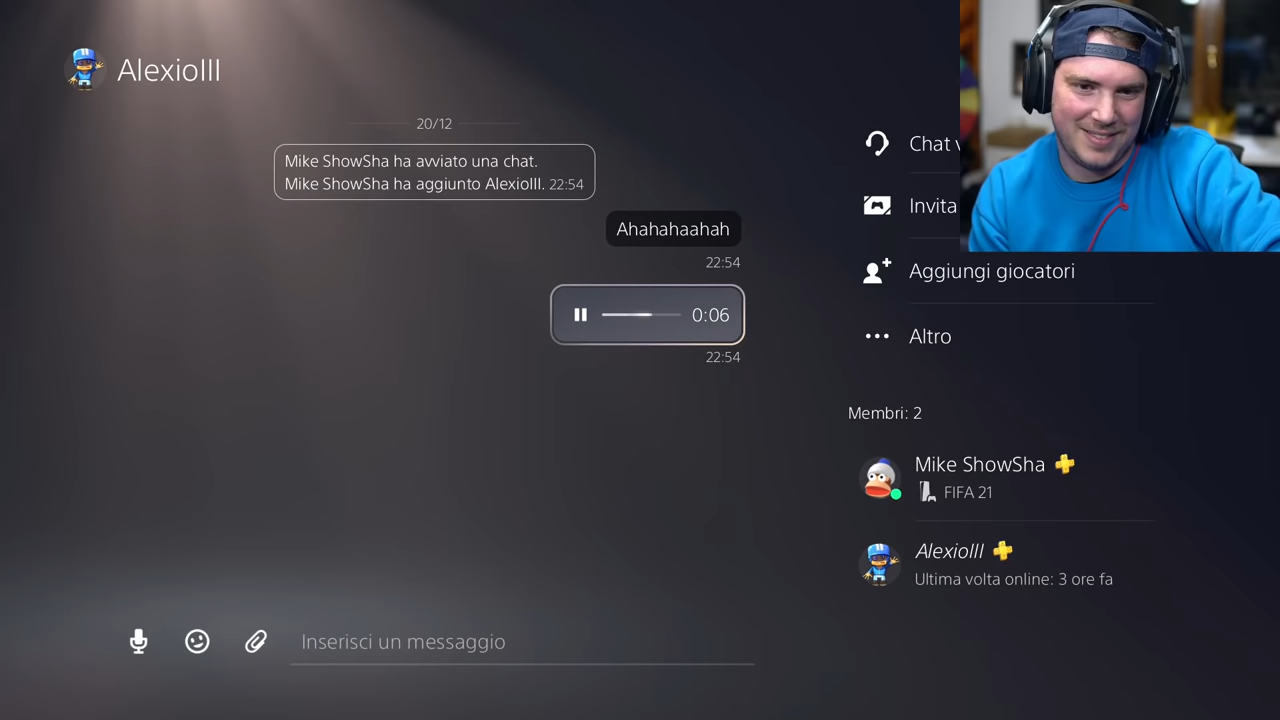 AlexioIII
20/12
Mike ShowSha ha avviato una chat.
Mike ShowSha ha aggiunto AlexioIII. 22:54
Ahahahaahah
22:54
0:06
22:54
Chat
Invita
Aggiungi giocatori
Altro
Membri: 2
Mike ShowSha
FIFA 21
AlexioIII
Ultima volta online: 3 ore fa
Inserisci un messaggio